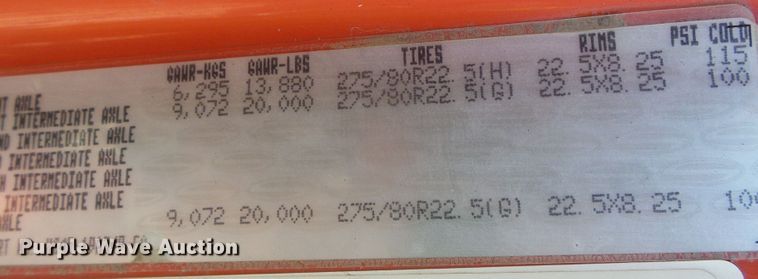 GAWR-KGS GAWR-LBS TIRES RIMS PSI COLD
AXLE 6,295 13,880 275/80R22.5(H) 22.5X8.25 115
INTERMEDIATE AXLE 9,072 20,000 275/80R22.5(G) 22.5X8.25 100
INTERMEDIATE AXLE
INTERMEDIATE AXLE
INTERMEDIATE AXLE
INTERMEDIATE AXLE
AXLE 9,072 20,000 275/80R22.5(G) 22.5X8.25 100
Purple Wave Auction